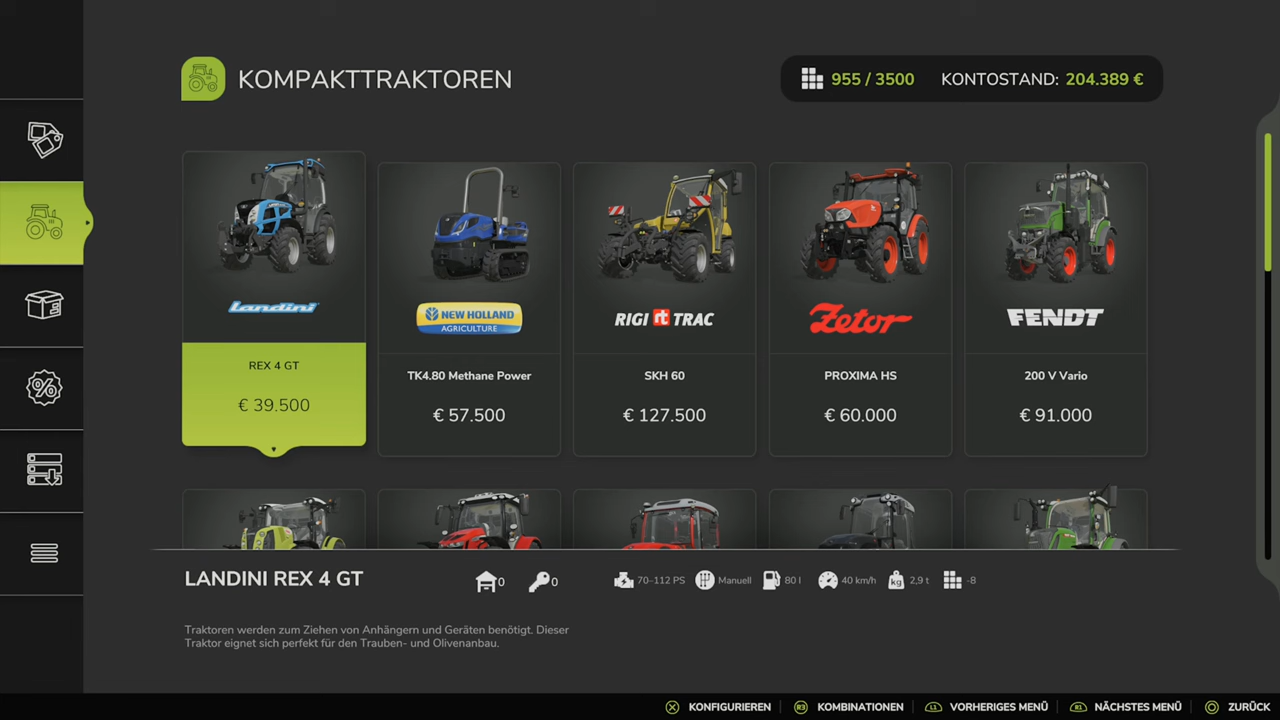 KOMPAKTTRAKTOREN
955 / 3500
KONTOSTAND: 204.389 €
Landini
NEW HOLLAND
AGRICULTURE
RIGI rt TRAC
Zetor
FENDT
REX 4 GT
€ 39.500
TK4.80 Methane Power
€ 57.500
SKH 60
€ 127.500
PROXIMA HS
€ 60.000
200 V Vario
€ 91.000
LANDINI REX 4 GT
0
0
70-112 PS
Manuell
80 l
40 km/h
kg
2,9 t
-8
Traktoren werden zum Ziehen von Anhängern und Geräten benötigt. Dieser
Traktor eignet sich perfekt für den Trauben- und Olivenanbau.
KONFIGURIEREN
R3 KOMBINATIONEN
L1 VORHERIGES MENÜ
R1 NÄCHSTES MENÜ
ZURÜCK